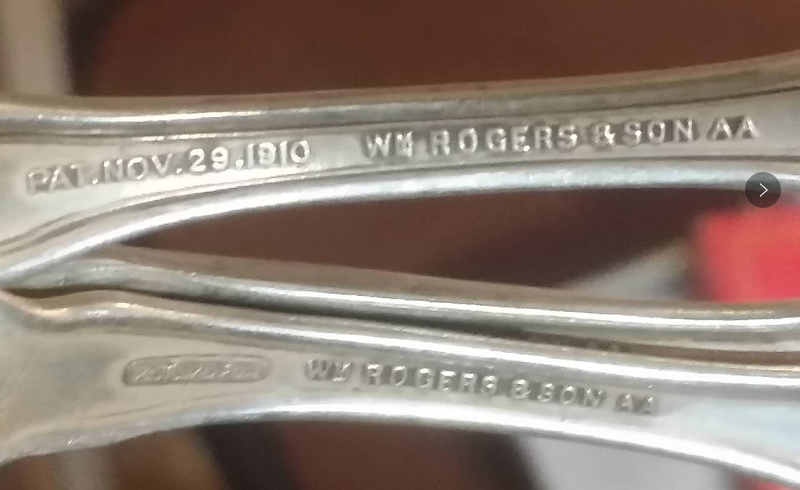 PAT. NOV. 29. 1910 WM ROGERS & SON AA
WM ROGERS & SON AA